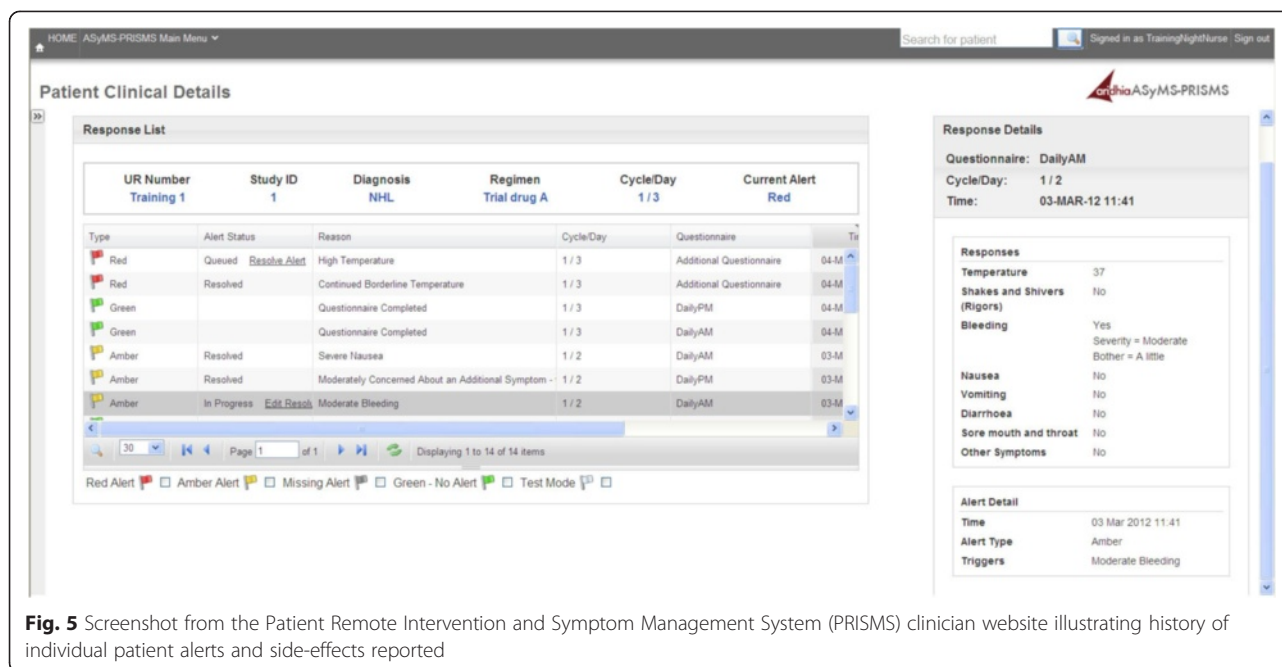 HOME ASyMS-PRISMS Main Menu
Search for patient
Signed in as TrainingNightNurse Sign out
Patient Clinical Details
ASyMS-PRISMS
Response List
UR Number Study ID Diagnosis Regimen Cycle/Day Current Alert
Training 1 1 NHL Trial drug A 1 / 3 Red
Type Alert Status Reason Cycle/Day Questionnaire
Red Queued Resolve Alert High Temperature 1 / 3 Additional Questionnaire 04-M
Red Resolved Continued Borderline Temperature 1 / 3 Additional Questionnaire 04-M
Green Questionnaire Completed 1 / 3 DailyPM 04-M
Green Questionnaire Completed 1 / 3 DailyAM 04-M
Amber Resolved Severe Nausea 1 / 2 DailyAM 03-M
Amber Resolved Moderately Concerned About an Additional Symptom - 1 / 2 DailyPM 03-M
Amber In Progress Edit Resol Moderate Bleeding 1 / 2 DailyAM 03-M
30 Page 1 of 1 Displaying 1 to 14 of 14 items
Red Alert Amber Alert Missing Alert Green - No Alert Test Mode
Response Details
Questionnaire: DailyAM
Cycle/Day: 1 / 2
Time: 03-MAR-12 11:41
Responses
Temperature 37
Shakes and Shivers No
(Rigors)
Bleeding Yes
Severity = Moderate
Bother = A little
Nausea No
Vomiting No
Diarrhoea No
Sore mouth and throat No
Other Symptoms No
Alert Detail
Time 03 Mar 2012 11:41
Alert Type Amber
Triggers Moderate Bleeding
Fig. 5 Screenshot from the Patient Remote Intervention and Symptom Management System (PRISMS) clinician website illustrating history of
individual patient alerts and side-effects reported